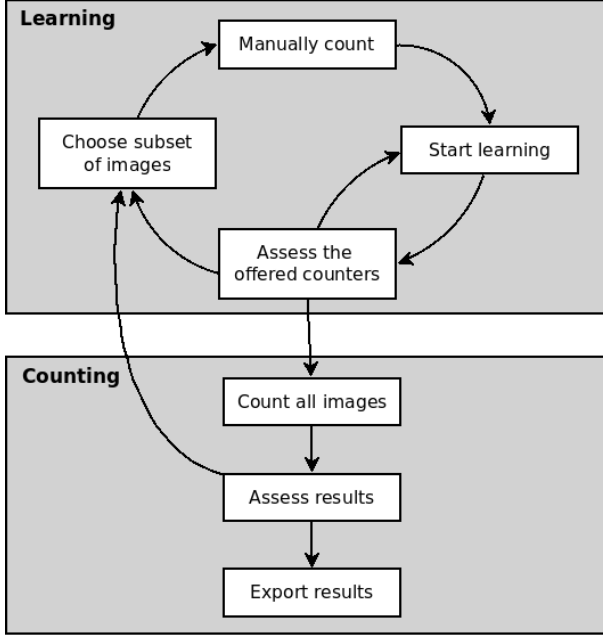 Learning
Manually count
Choose subset
of images
Start learning
Assess the
offered counters
Counting
Count all images
Assess results
Export results